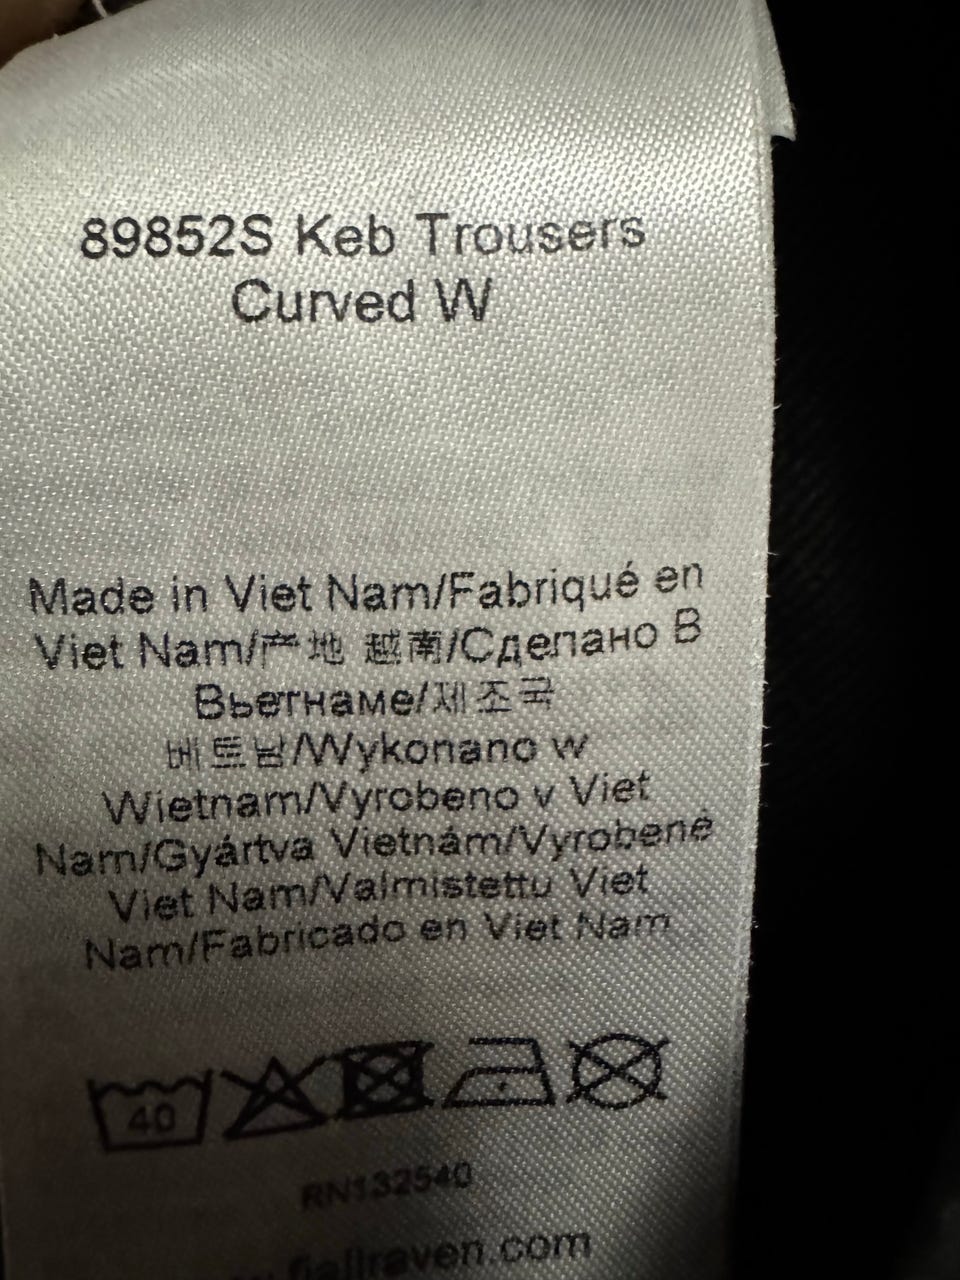 89852S Keb Trousers
Curved W
Made in Viet Nam/Fabriqué en
Viet Nam/产地 越南/Сделано В
Вьетнаме/제조국
베트남/Wykonano w
Wietnam/Vyrobeno v Viet
Nam/Gyártva Vietnám/Vyrobené
Viet Nam/Valmistettu Viet
Nam/Fabricado en Viet Nam
40
RN132540
fjallraven.com